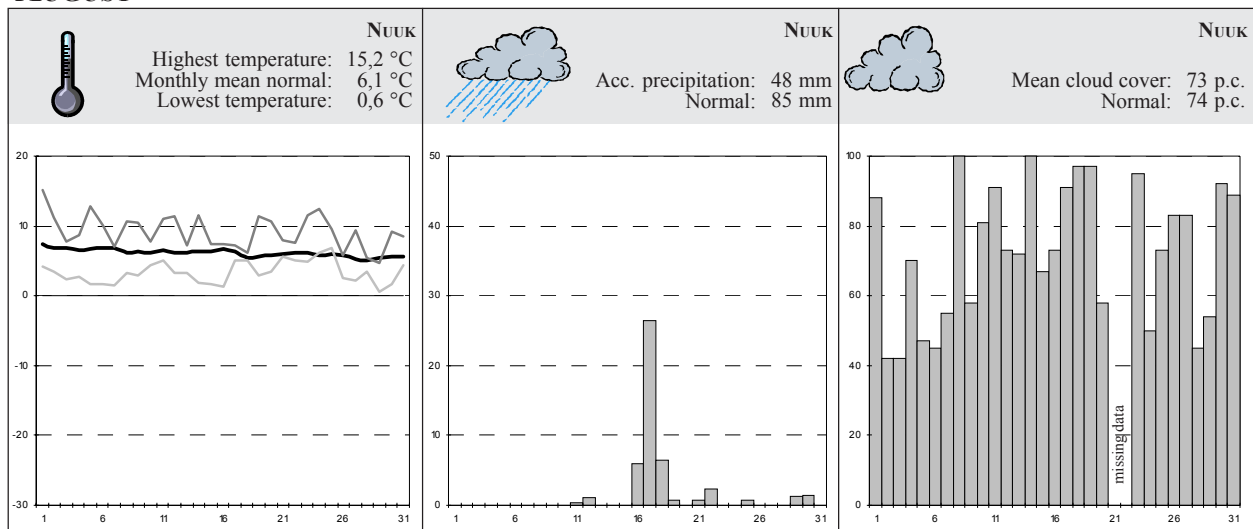 NUUK
Highest temperature: 15,2 °C
Monthly mean normal: 6,1 °C
Lowest temperature: 0,6 °C
20
10
0
-10
-20
-30
1 6 11 16 21 26 31
NUUK
Acc. precipitation: 48 mm
Normal: 85 mm
50
40
30
20
10
0
1 6 11 16 21 26 31
NUUK
Mean cloud cover: 73 p.c.
Normal: 74 p.c.
100
80
60
40
20
0
missing data
1 6 11 16 21 26 31